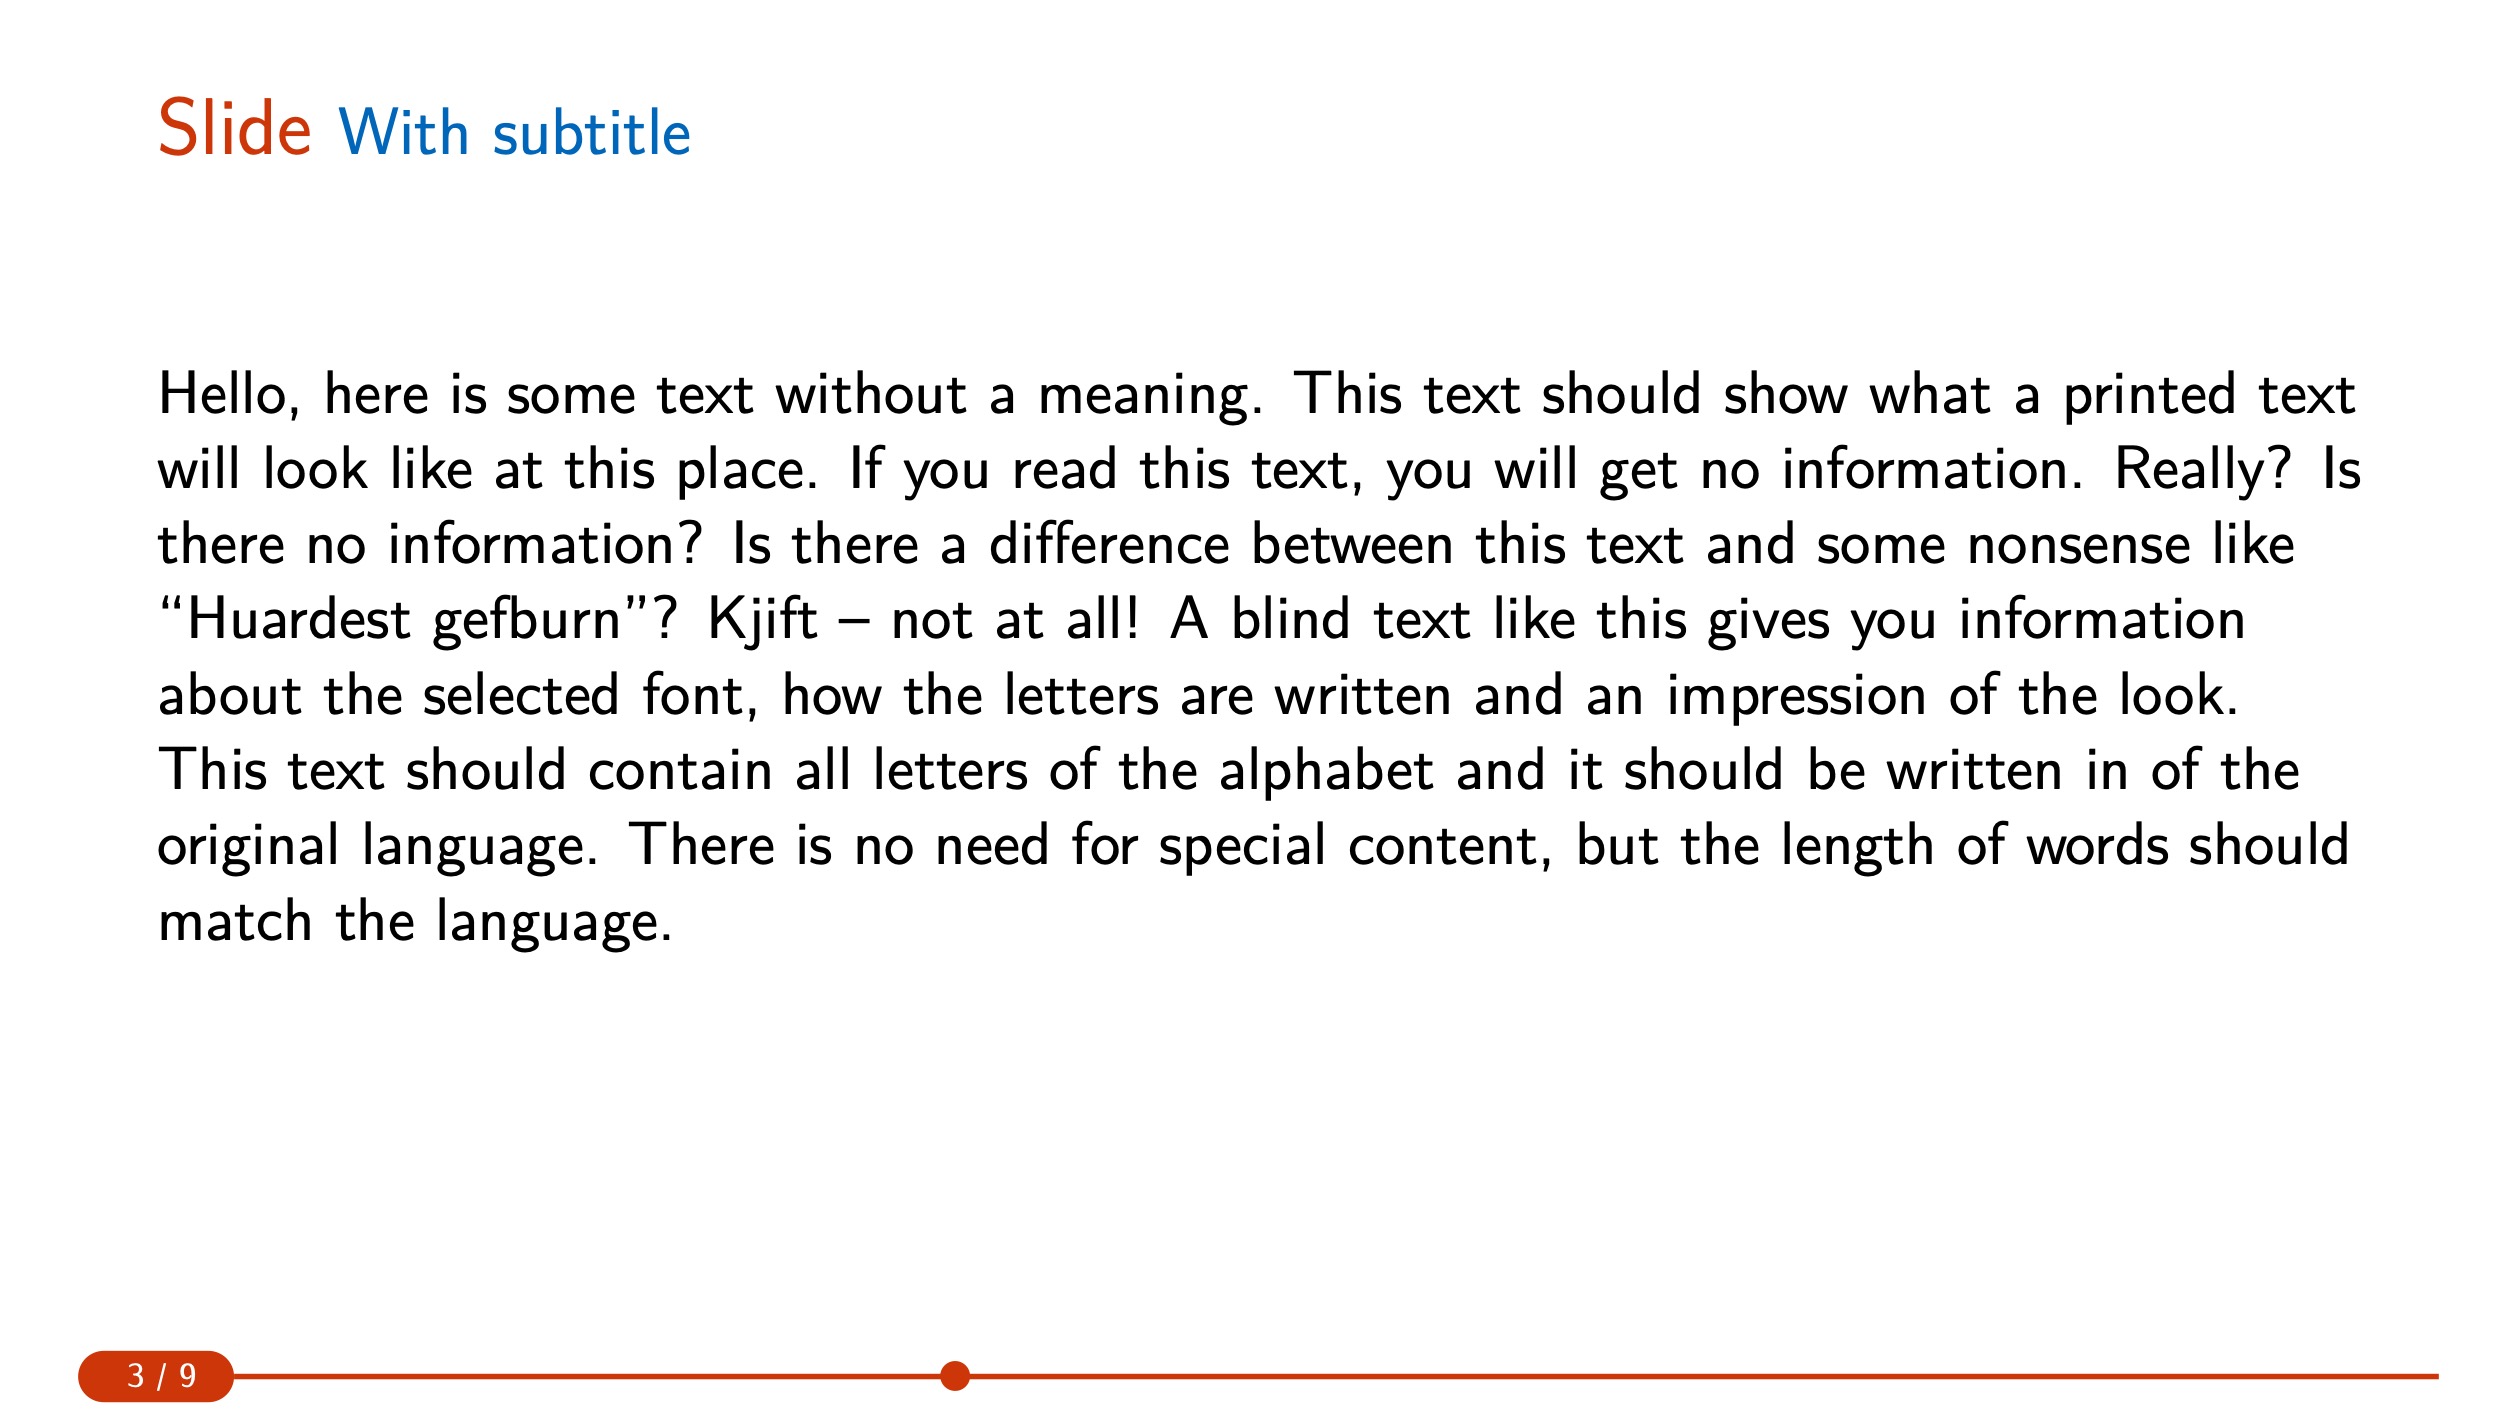 Slide With subtitle
Hello, here is some text without a meaning. This text should show what a printed text
will look like at this place. If you read this text, you will get no information. Really? Is
there no information? Is there a difference between this text and some nonsense like
“Huardest gefburn”? Kjift – not at all! A blind text like this gives you information
about the selected font, how the letters are written and an impression of the look.
This text should contain all letters of the alphabet and it should be written in of the
original language. There is no need for special content, but the length of words should
match the language.
3 / 9